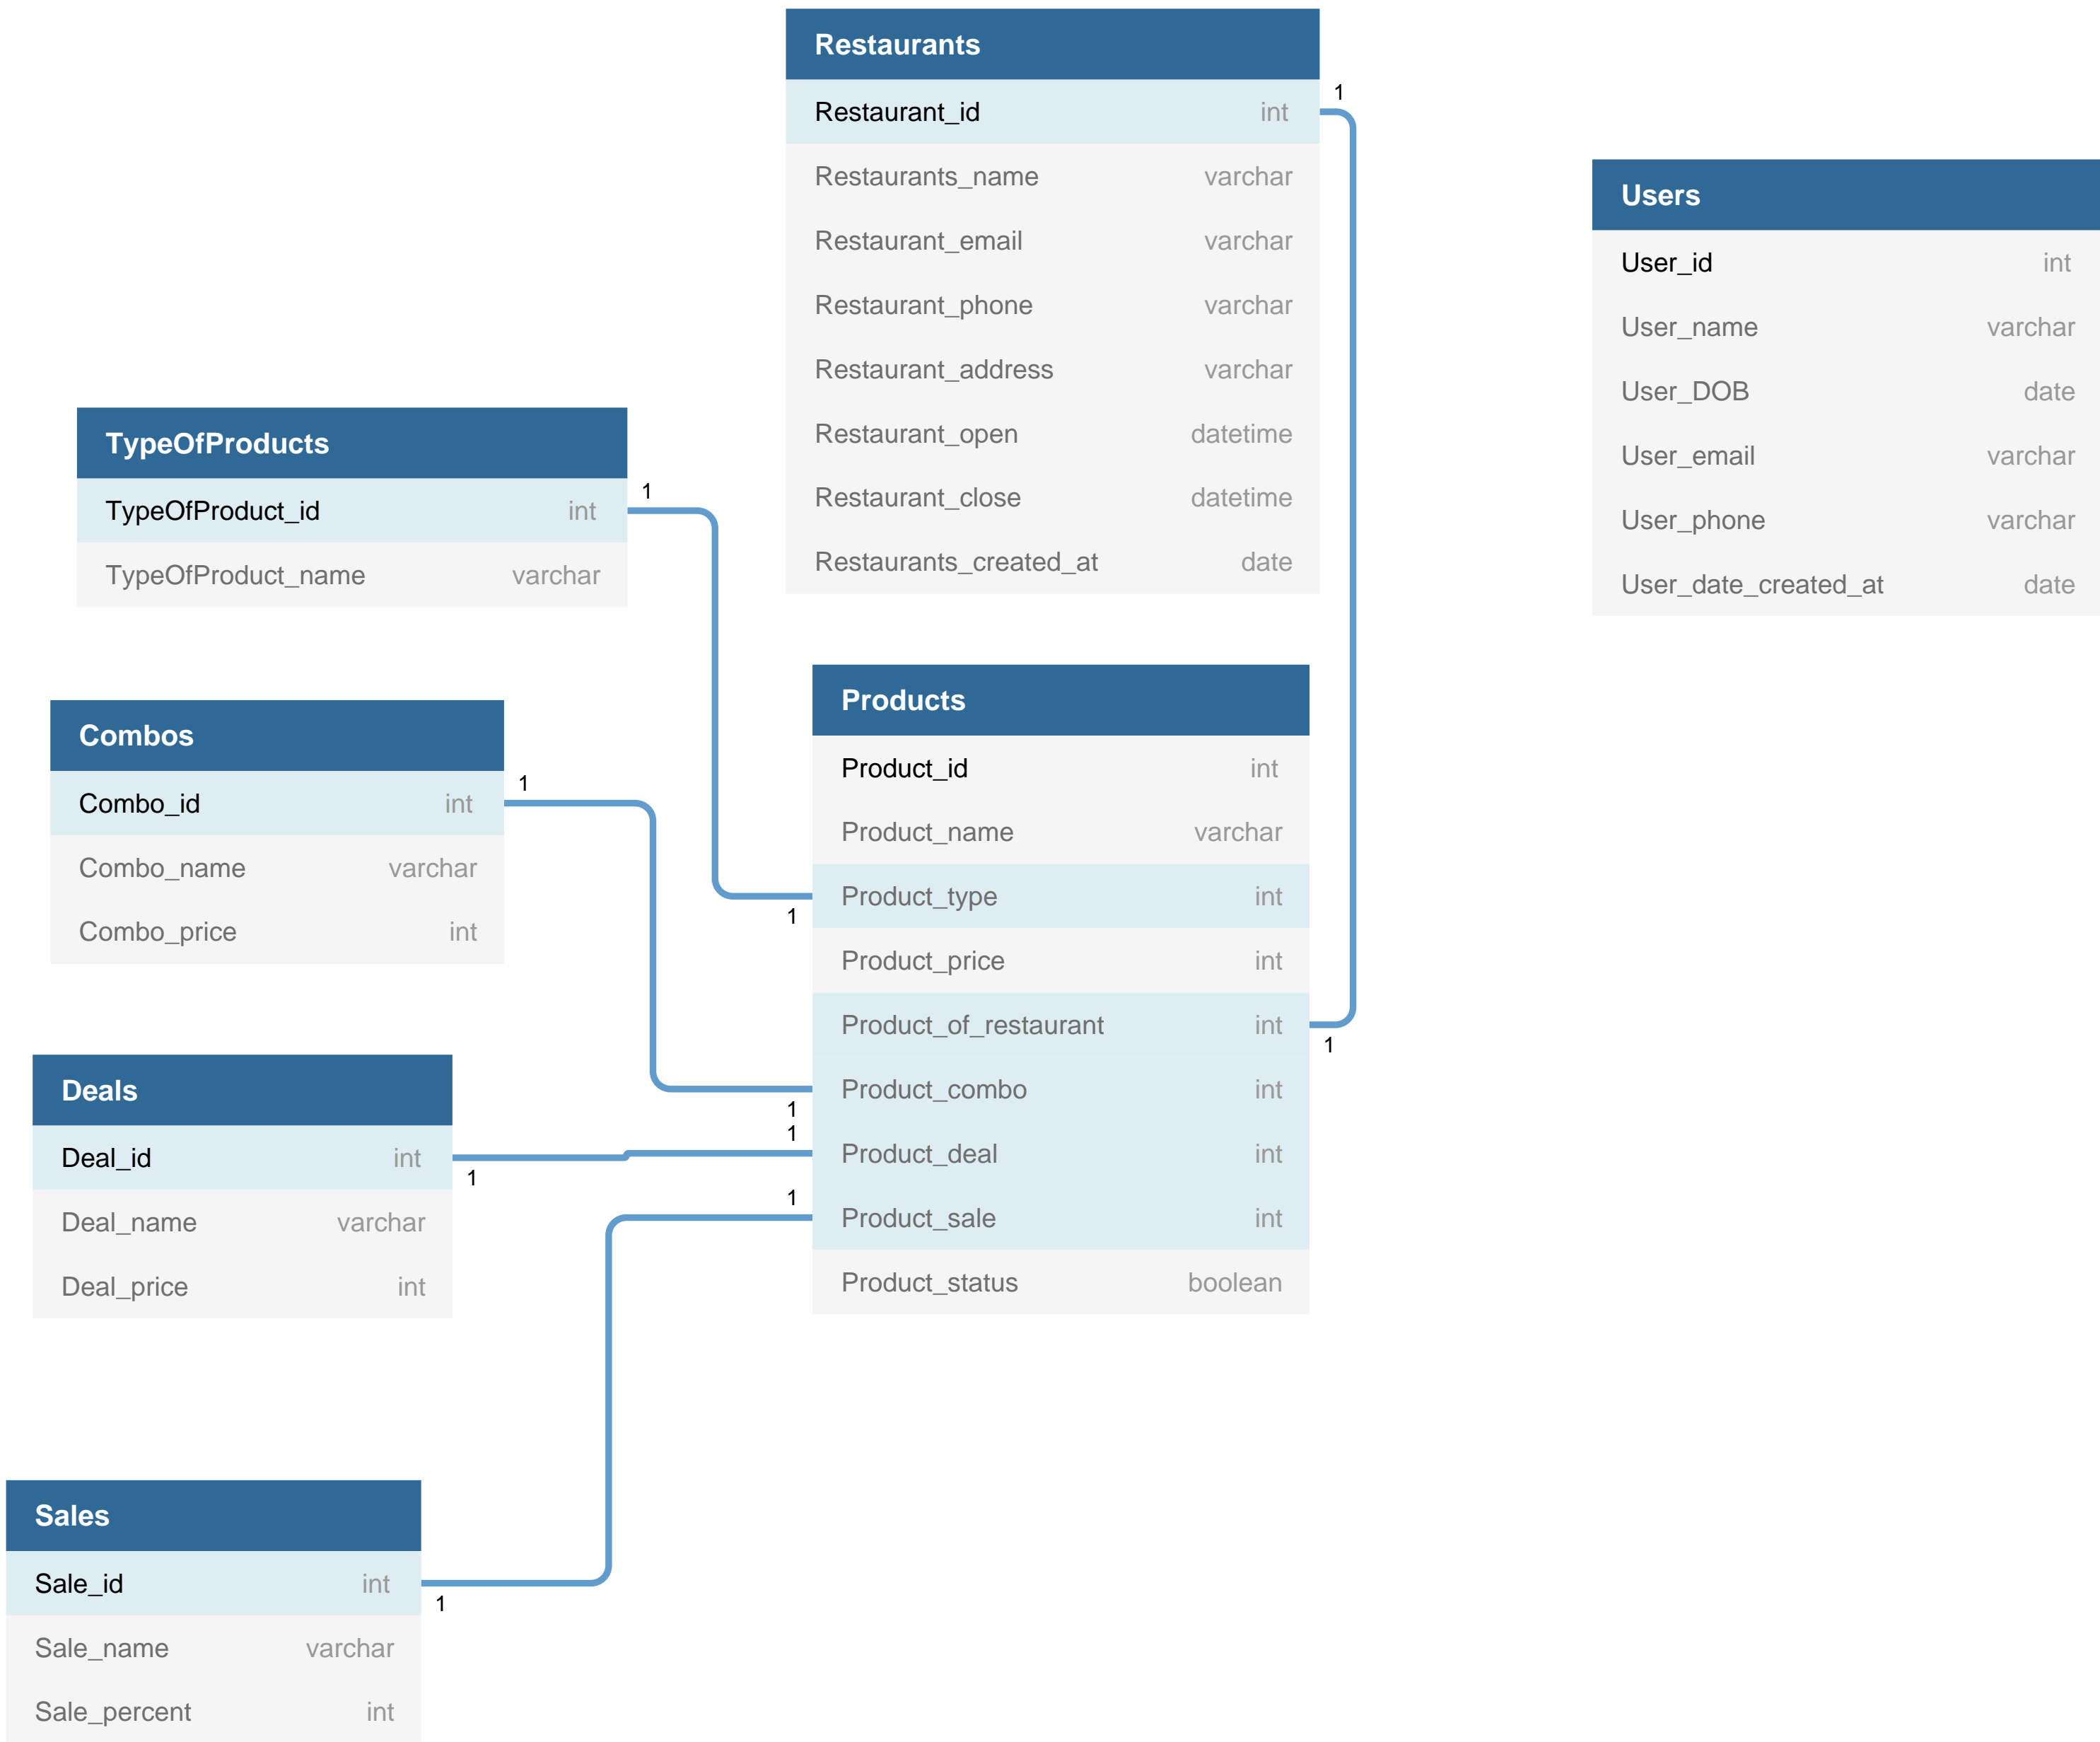 Restaurants
Restaurant_id int
Restaurants_name varchar
Restaurant_email varchar
Restaurant_phone varchar
Restaurant_address varchar
Restaurant_open datetime
Restaurant_close datetime
Restaurants_created_at date
1
1
Users
User_id int
User_name varchar
User_DOB date
User_email varchar
User_phone varchar
User_date_created_at date
TypeOfProducts
TypeOfProduct_id int
TypeOfProduct_name varchar
1
1
Combos
Combo_id int
Combo_name varchar
Combo_price int
1
1
Products
Product_id int
Product_name varchar
Product_type int
Product_price int
Product_of_restaurant int
Product_combo int
Product_deal int
Product_sale int
Product_status boolean
Deals
Deal_id int
Deal_name varchar
Deal_price int
1
1
Sales
Sale_id int
Sale_name varchar
Sale_percent int
1
1